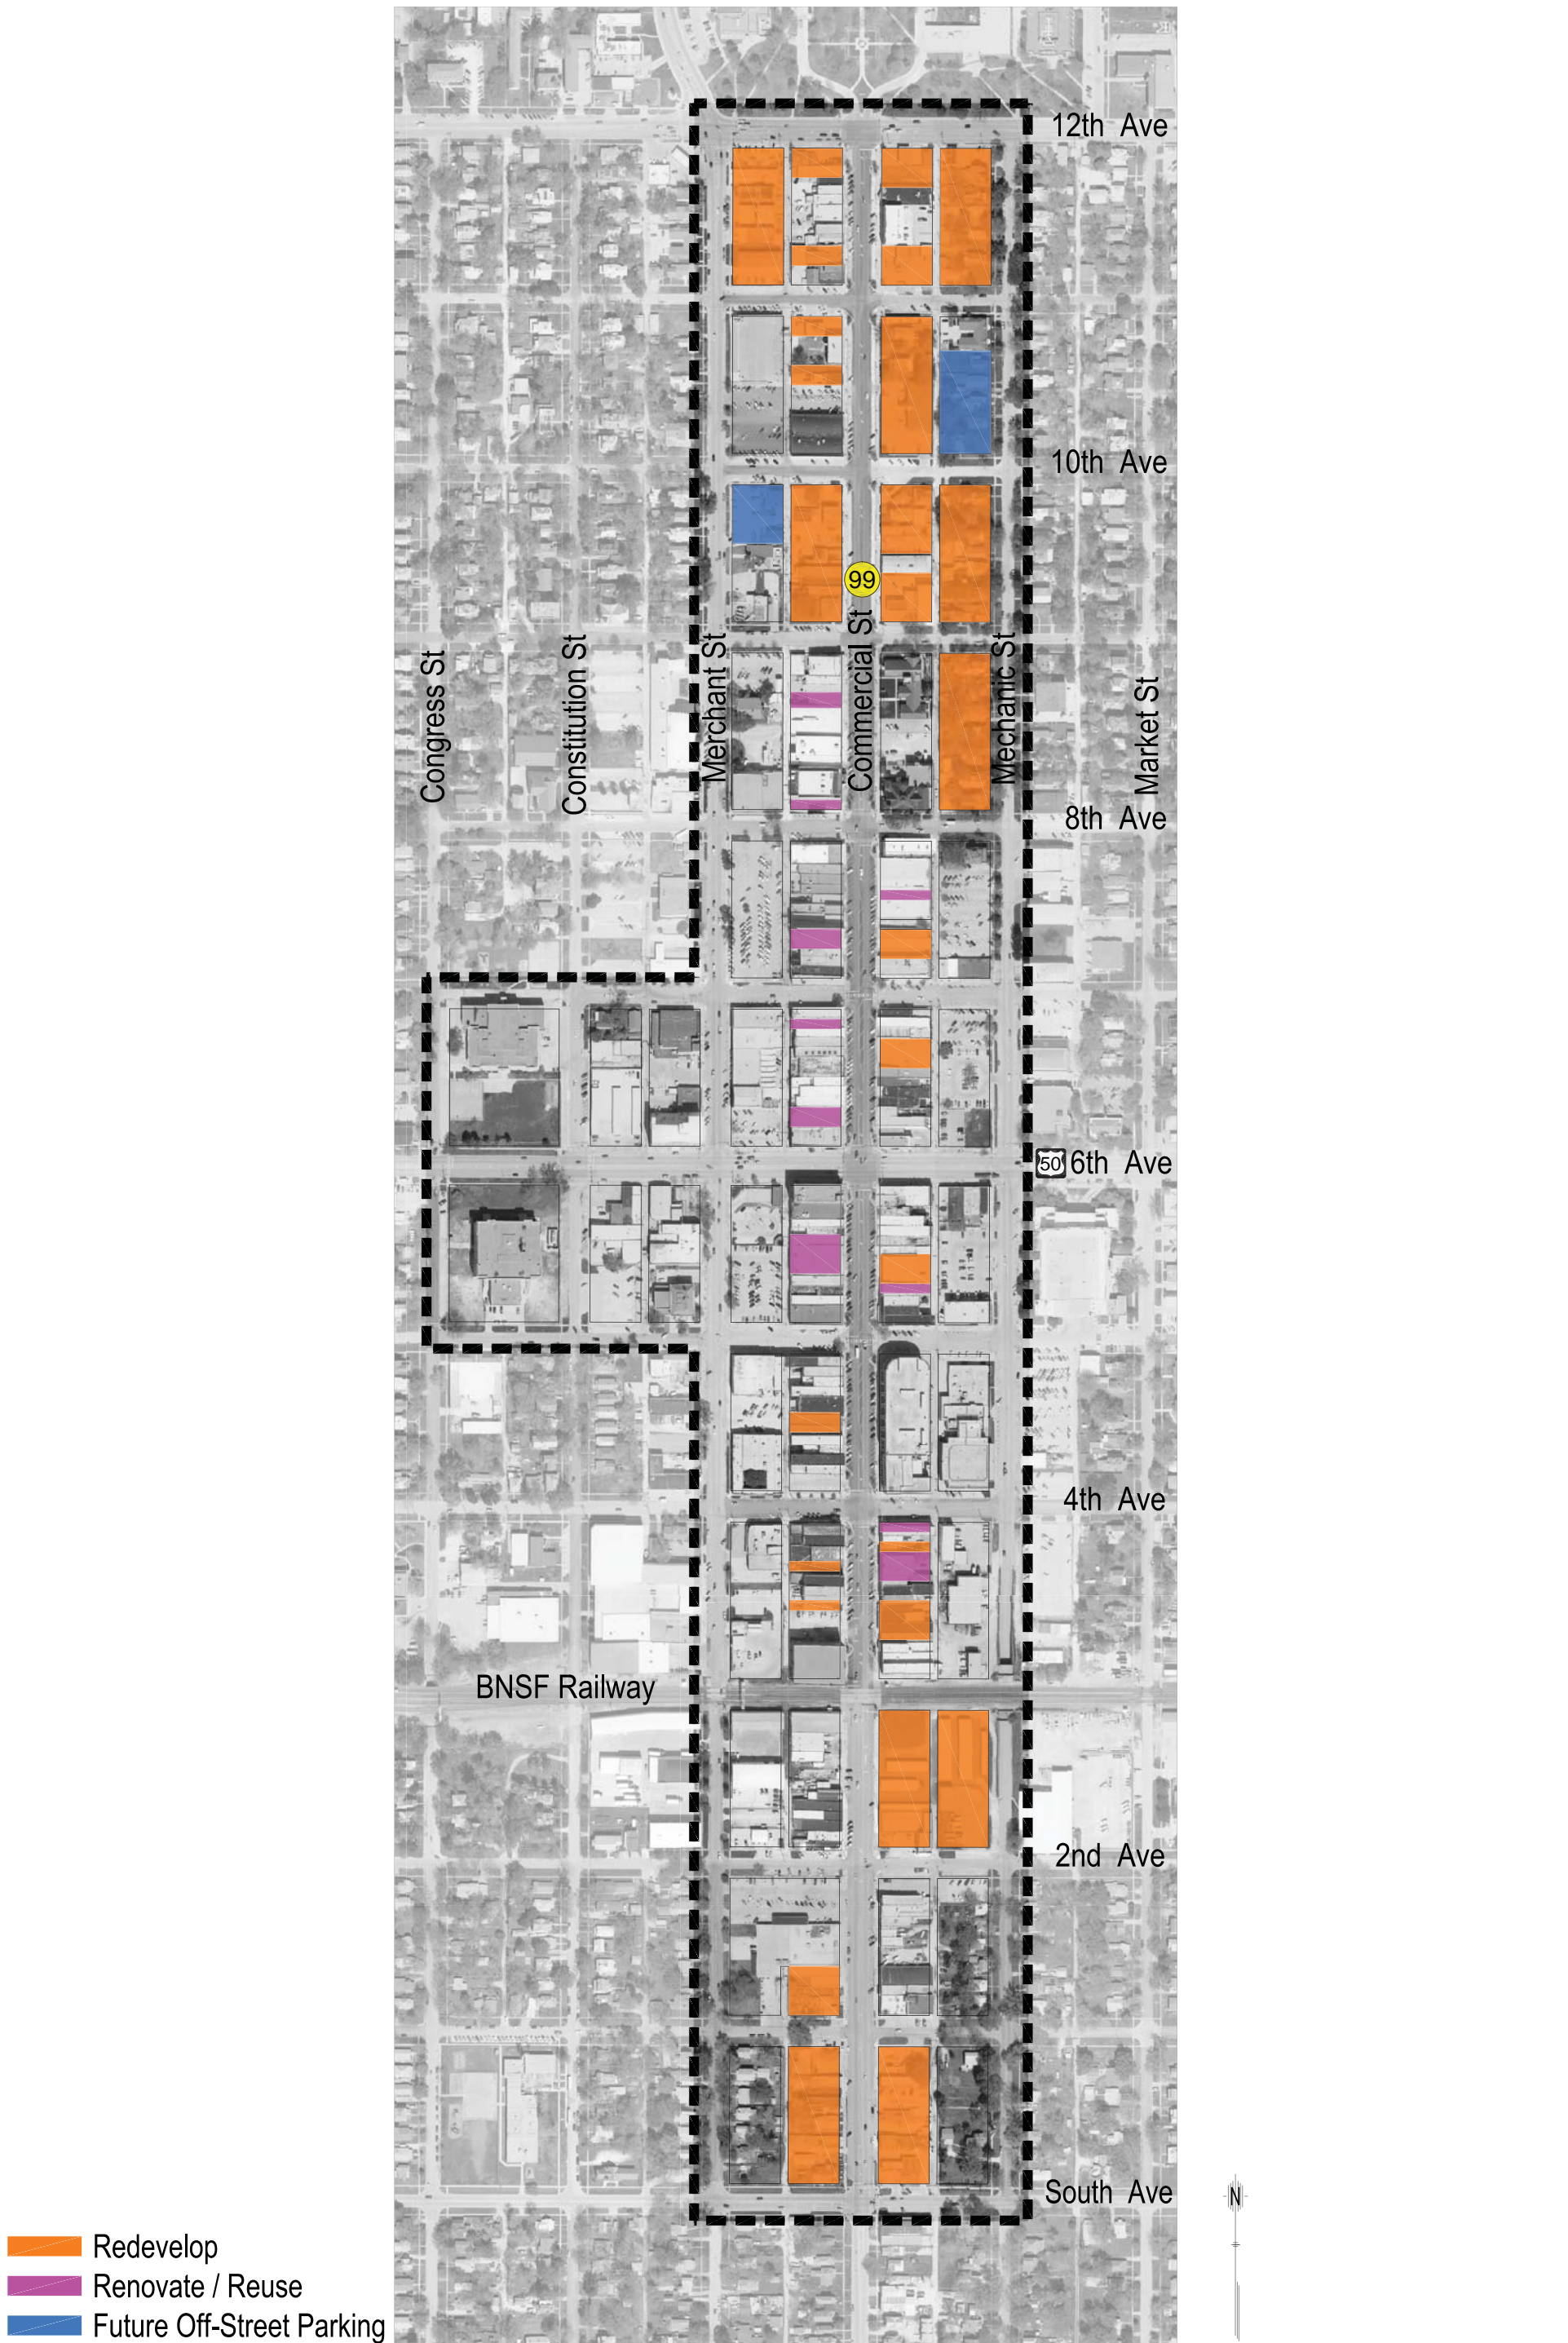 12th Ave
10th Ave
99
Congress St
Constitution St
Merchant St
Commercial St
Mechanic St
Market St
8th Ave
50
6th Ave
4th Ave
BNSF Railway
2nd Ave
South Ave
N
Redevelop
Renovate / Reuse
Future Off-Street Parking